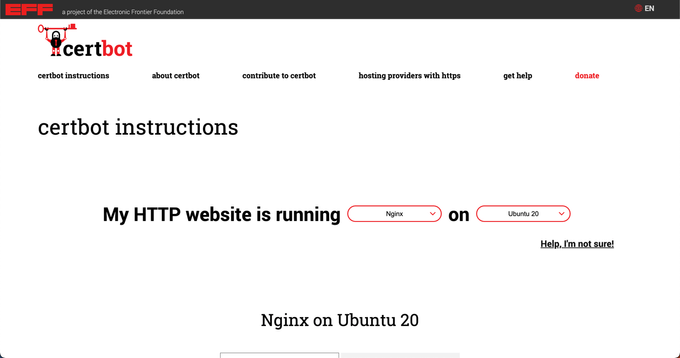 EFF a project of the Electronic Frontier Foundation EN
certbot
certbot instructions about certbot contribute to certbot hosting providers with https get help donate
certbot instructions
My HTTP website is running Nginx on Ubuntu 20
Help, I'm not sure!
Nginx on Ubuntu 20